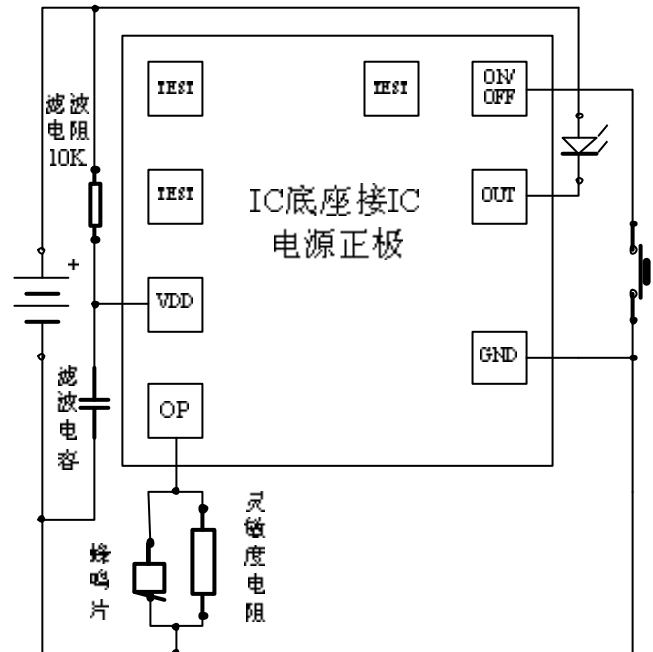 TEST
TEST
ON/
OFF
滤波
电阻
10K
TEST
IC底座接IC
电源正极
OUT
+
VDD
GND
滤波电容
OP
灵敏度电阻
蜂鸣片